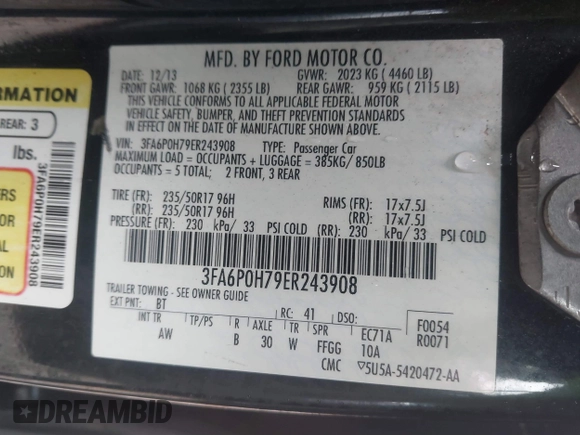 MFD. BY FORD MOTOR CO.
DATE: 12/13 GVWR: 2023 KG ( 4460 LB)
FRONT GAWR: 1068 KG ( 2355 LB) REAR GAWR: 959 KG ( 2115 LB)
THIS VEHICLE CONFORMS TO ALL APPLICABLE FEDERAL MOTOR
VEHICLE SAFETY, BUMPER, AND THEFT PREVENTION STANDARDS
IN EFFECT ON THE DATE OF MANUFACTURE SHOWN ABOVE.
VIN: 3FA6P0H79ER243908 TYPE: Passenger Car
MAXIMUM LOAD = OCCUPANTS + LUGGAGE = 385KG/ 850LB
OCCUPANTS = 5 TOTAL; 2 FRONT, 3 REAR
TIRE (FR): 235/50R17 96H RIMS (FR): 17x7.5J
(RR): 235/50R17 96H (RR): 17x7.5J
PRESSURE (FR): 230 kPa/ 33 PSI COLD (RR): 230 kPa/ 33 PSI COLD
3FA6P0H79ER243908
TRAILER TOWING - SEE OWNER GUIDE
EXT PNT: BT RC: 41 DSO: F0054
INT TR TP/PS R AXLE TR SPR EC71A R0071
AW B 30 W FFGG 10A
CMC ▽5U5A-5420472-AA
ORMATION
REAR: 3
lbs.
3FA6P0H79ER243908
ERS
R
ION
DREAMBID